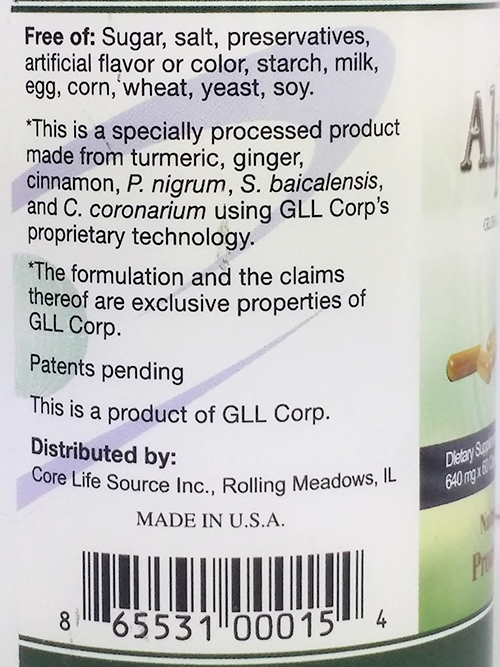 Free of: Sugar, salt, preservatives,
artificial flavor or color, starch, milk,
egg, corn, wheat, yeast, soy.
*This is a specially processed product
made from turmeric, ginger,
cinnamon, P. nigrum, S. baicalensis,
and C. coronarium using GLL Corp's
proprietary technology.
*The formulation and the claims
thereof are exclusive properties of
GLL Corp.
Patents pending
This is a product of GLL Corp.
Distributed by:
Core Life Source Inc., Rolling Meadows, IL
MADE IN U.S.A.
8 65531 00015 4
Dietary
640 mg x 60